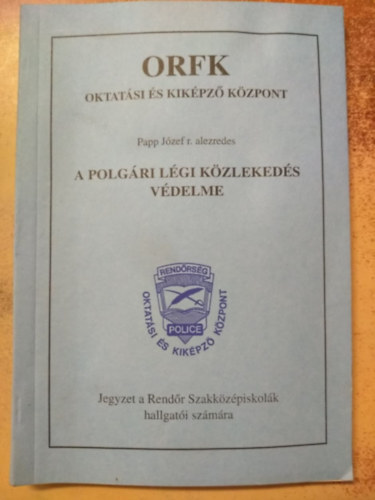 ORFK
OKTATÁSI ÉS KIKÉPZŐ KÖZPONT
Papp József r. alezredes
A POLGÁRI LÉGI KÖZLEKEDÉS
VÉDELME
RENDŐRSÉG
POLICE
OKTATÁSI ÉS KIKÉPZŐ KÖZPONT
Jegyzet a Rendőr Szakközépiskolák
hallgatói számára